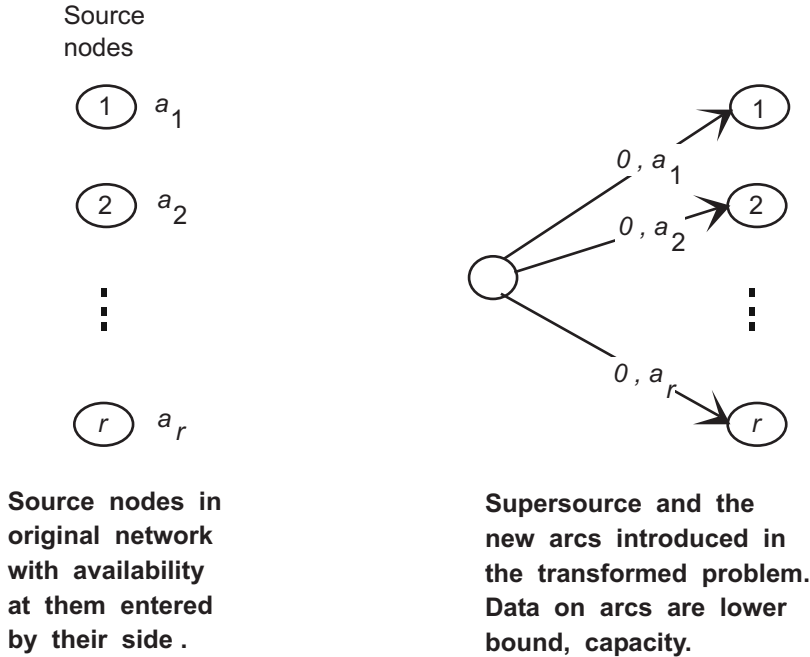 Source
nodes
1 a1
2 a2
r ar
Source nodes in
original network
with availability
at them entered
by their side .
1
0 , a1
2
0 , a2
0 , ar
r
Supersource and the
new arcs introduced in
the transformed problem.
Data on arcs are lower
bound, capacity.